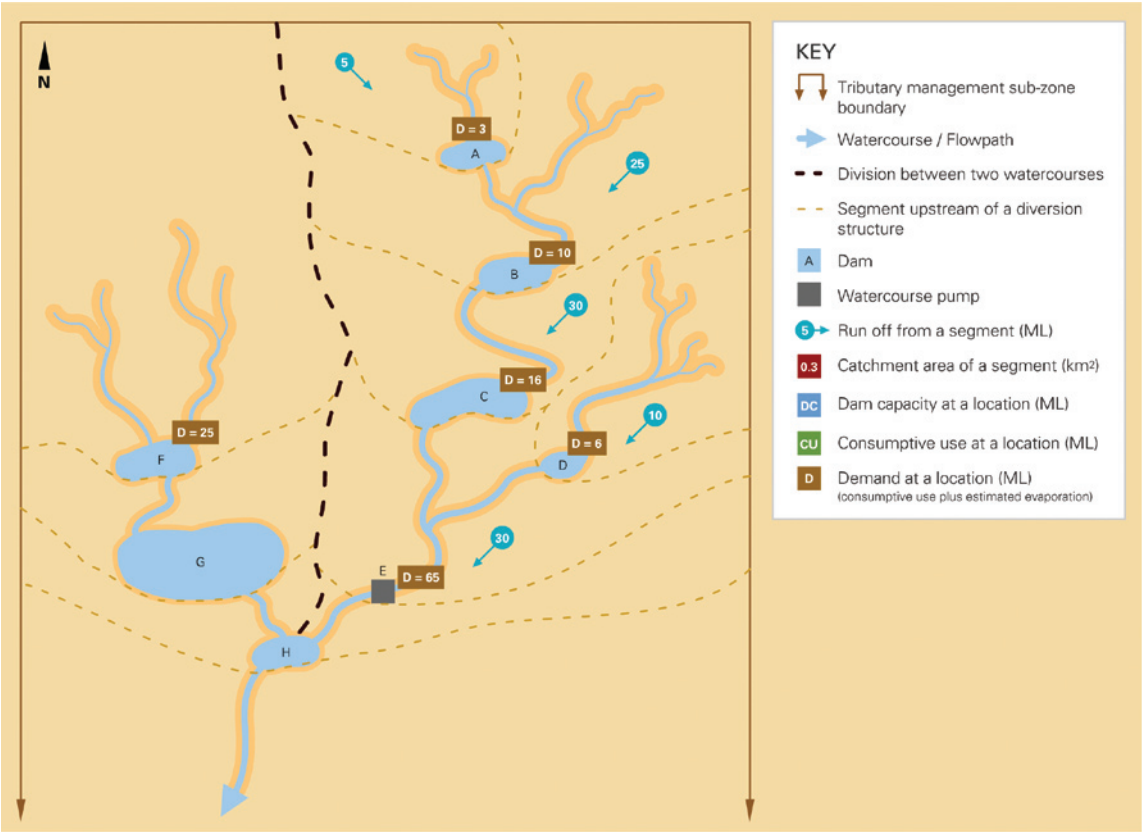 N
5
D = 3
A
25
D = 10
B
30
D = 16
C
10
D = 25
F
D = 6
D
30
G
E
D = 65
H
KEY
Tributary management sub-zone
boundary
Watercourse / Flowpath
Division between two watercourses
Segment upstream of a diversion
structure
A Dam
Watercourse pump
5 Run off from a segment (ML)
0.3 Catchment area of a segment (km²)
DC Dam capacity at a location (ML)
CU Consumptive use at a location (ML)
D Demand at a location (ML)
(consumptive use plus estimated evaporation)